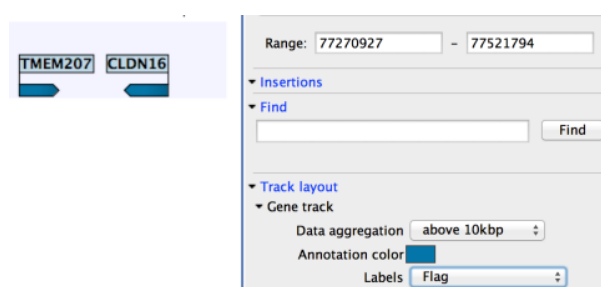 TMEM207 CLDN16
Range: 77270927 - 77521794
Insertions
Find
Find
Track layout
Gene track
Data aggregation above 10kbp
Annotation color
Labels Flag